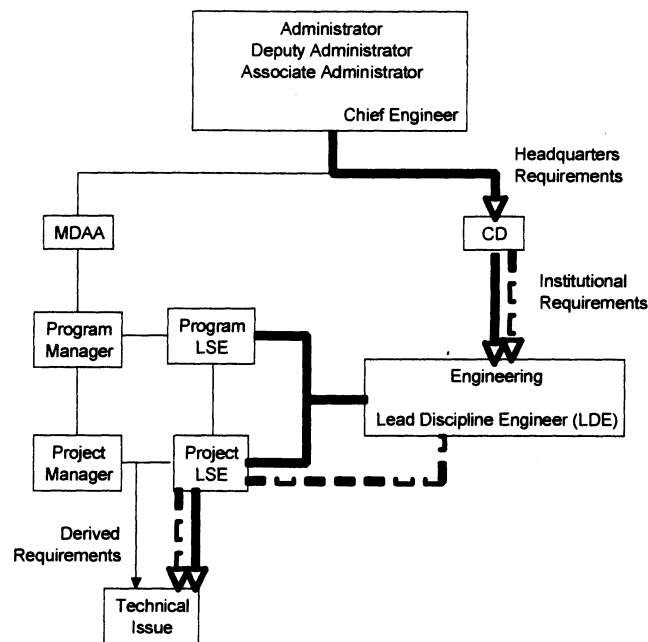 Administrator
Deputy Administrator
Associate Administrator
Chief Engineer
Headquarters
Requirements
MDAA
CD
Institutional
Requirements
Program
Manager
Program
LSE
Engineering
Lead Discipline Engineer (LDE)
Project
Manager
Project
LSE
Derived
Requirements
Technical
Issue